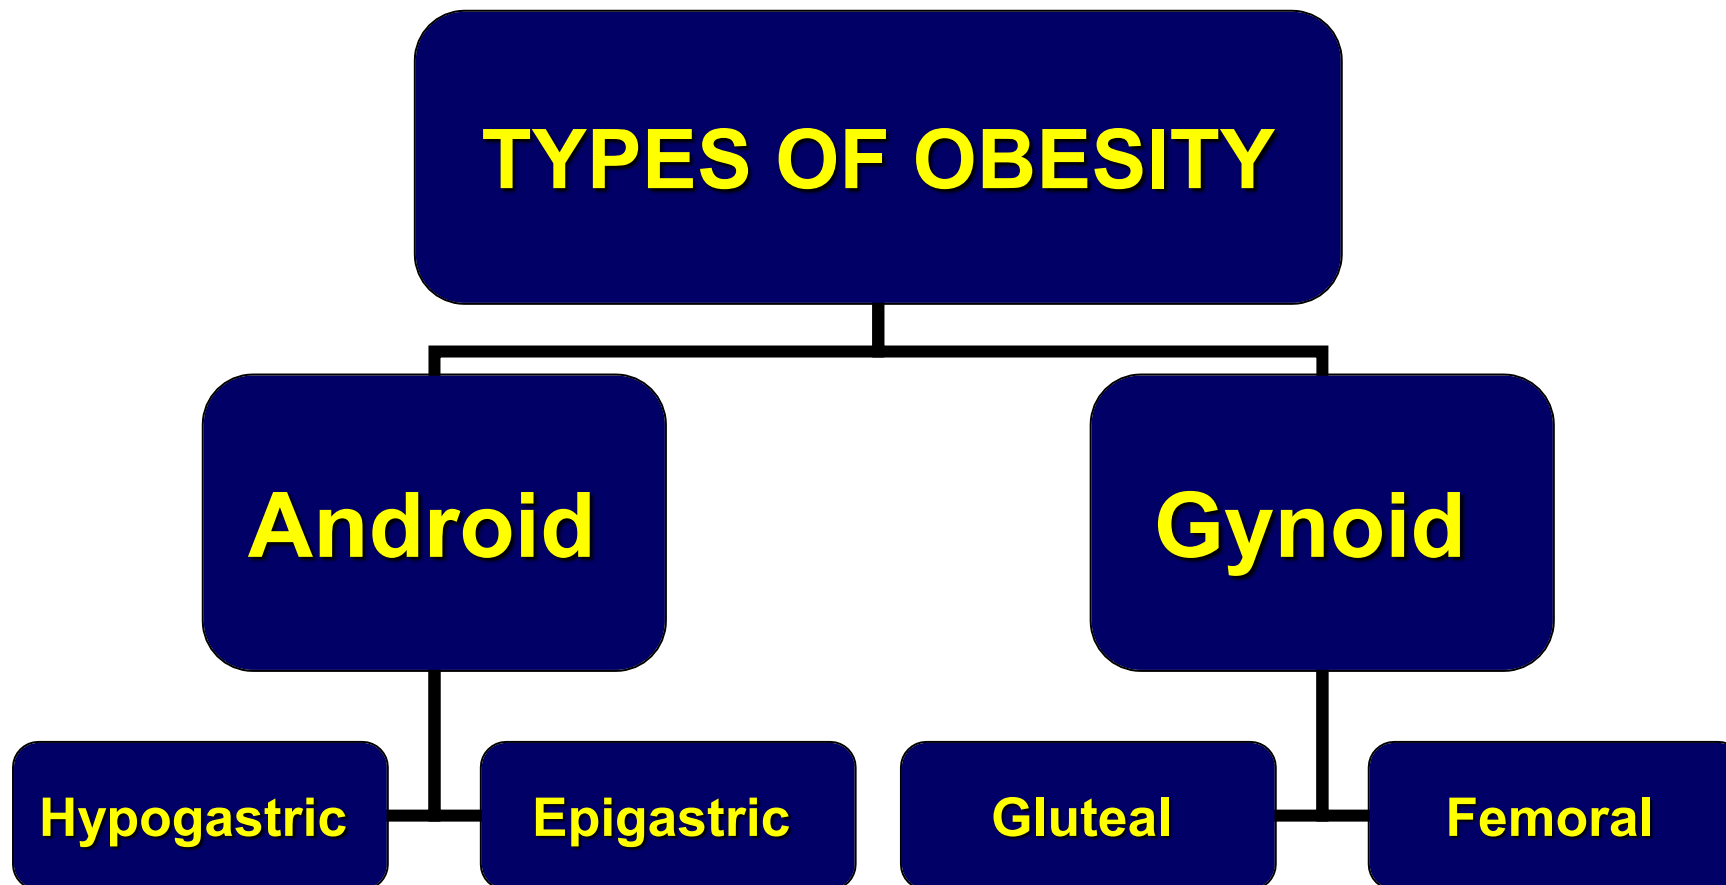 TYPES OF OBESITY
Android
Gynoid
Hypogastric
Epigastric
Gluteal
Femoral